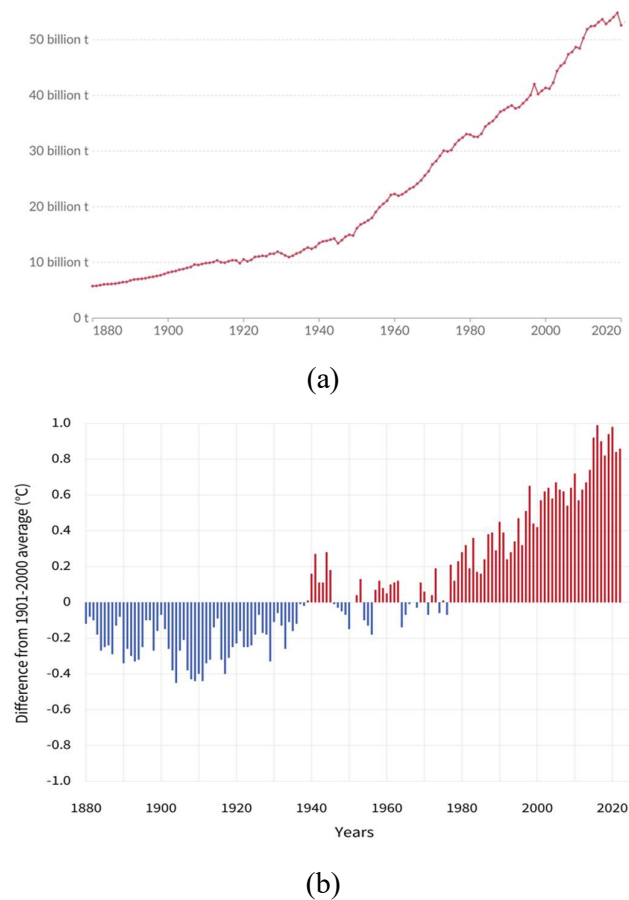 50 billion t
40 billion t
30 billion t
20 billion t
10 billion t
0 t
1880 1900 1920 1940 1960 1980 2000 2020
(a)
Difference from 1901-2000 average (°C)
1.0
0.8
0.6
0.4
0.2
0
-0.2
-0.4
-0.6
-0.8
-1.0
1880 1900 1920 1940 1960 1980 2000 2020
Years
(b)